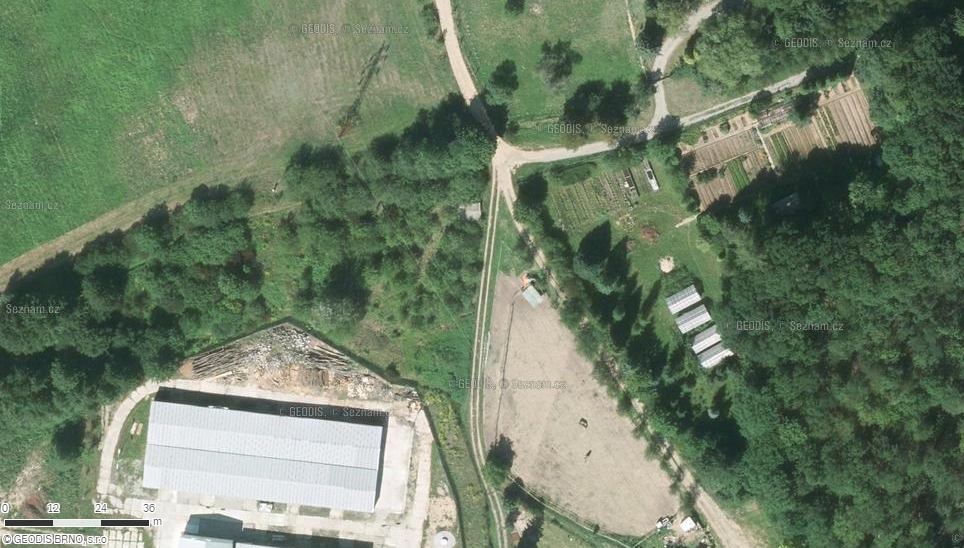 © GEODIS, © Seznam.cz
© GEODIS, © Seznam.cz
© GEODIS, © Seznam.cz
Seznam.cz
Seznam.cz
© GEODIS, © Seznam.cz
© GEODIS, © Seznam.cz
© GEODIS, © Seznam.cz
0 12 24 36
m
© GEODIS BRNO, s.r.o